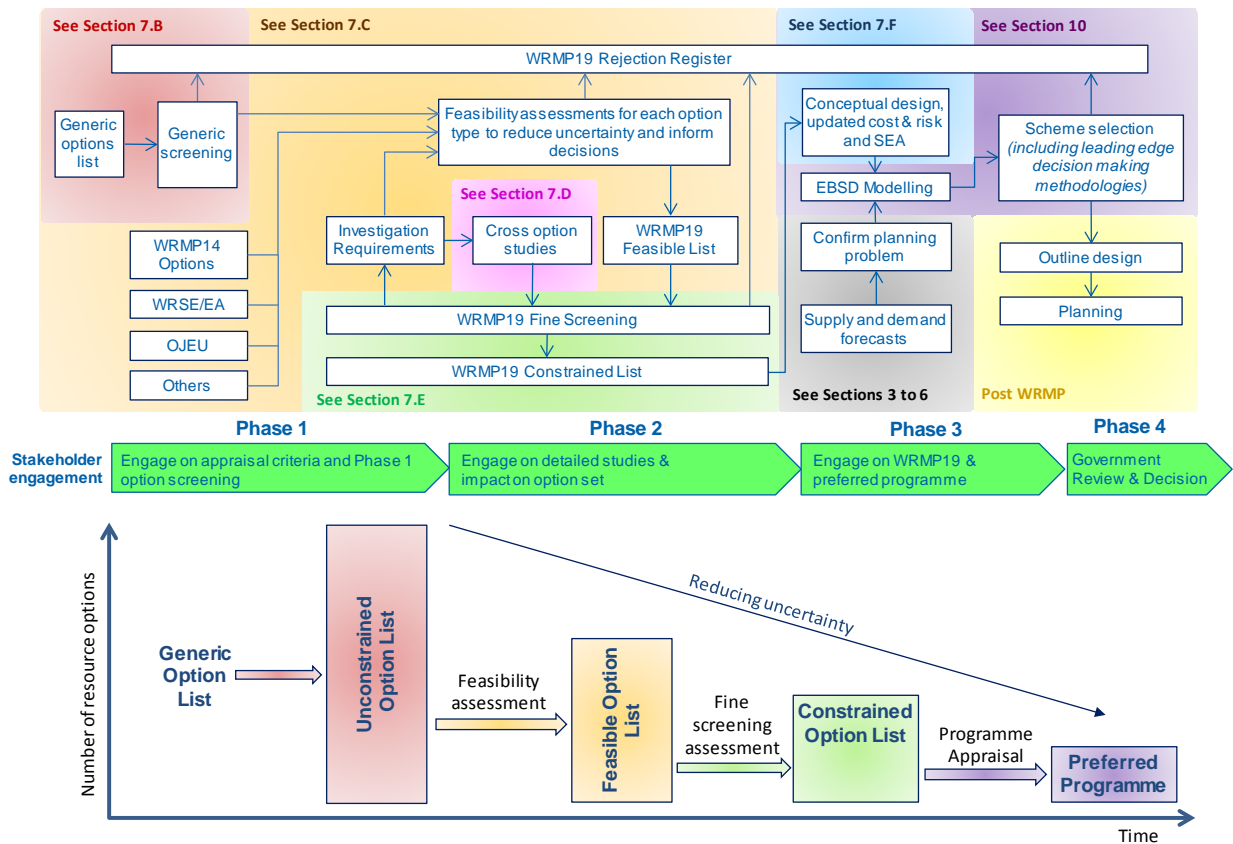 See Section 7.B
See Section 7.C
See Section 7.F
See Section 10
WRMP19 Rejection Register
Generic
options
list
Generic
screening
Feasibility assessments for each option
type to reduce uncertainty and inform
decisions
Conceptual design,
updated cost & risk
and SEA
Scheme selection
(including leading edge
decision making
methodologies)
EBSD Modelling
See Section 7.D
Investigation
Requirements
Cross option
studies
WRMP19
Feasible List
Confirm planning
problem
WRMP14
Options
WRSE/EA
OJEU
Others
Outline design
Planning
WRMP19 Fine Screening
Supply and demand
forecasts
WRMP19 Constrained List
See Section 7.E
See Sections 3 to 6
Post WRMP
Phase 1
Phase 2
Phase 3
Phase 4
Stakeholder
engagement
Engage on appraisal criteria and Phase 1
option screening
Engage on detailed studies &
impact on option set
Engage on WRMP19 &
preferred programme
Government
Review & Decision
Number of resource options
Generic
Option
List
Unconstrained
Option List
Feasibility
assessment
Feasible Option
List
Fine
screening
assessment
Constrained
Option List
Programme
Appraisal
Preferred
Programme
Reducing uncertainty
Time